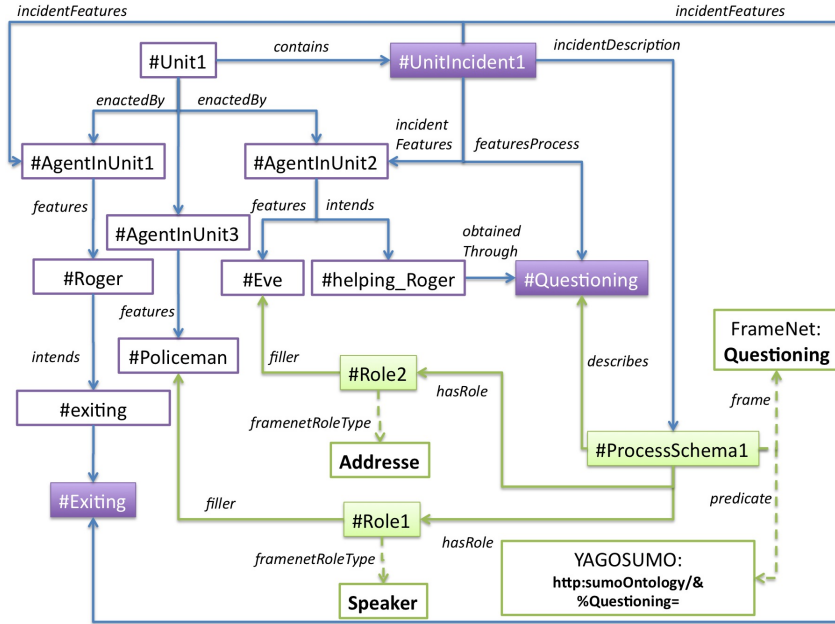 incidentFeatures
incidentFeatures
#Unit1
contains
#UnitIncident1
incidentDescription
enactedBy
enactedBy
incident
Features
featuresProcess
#AgentInUnit1
#AgentInUnit2
features
features
intends
#AgentInUnit3
obtained
Through
#Roger
#Eve
#helping_Roger
#Questioning
features
FrameNet:
Questioning
intends
#Policeman
filler
#Role2
hasRole
describes
frame
#exiting
framenetRoleType
#ProcessSchema1
Addresse
#Exiting
filler
predicate
#Role1
hasRole
framenetRoleType
YAGOSUMO:
http:sumoOntology/&
%Questioning=
Speaker